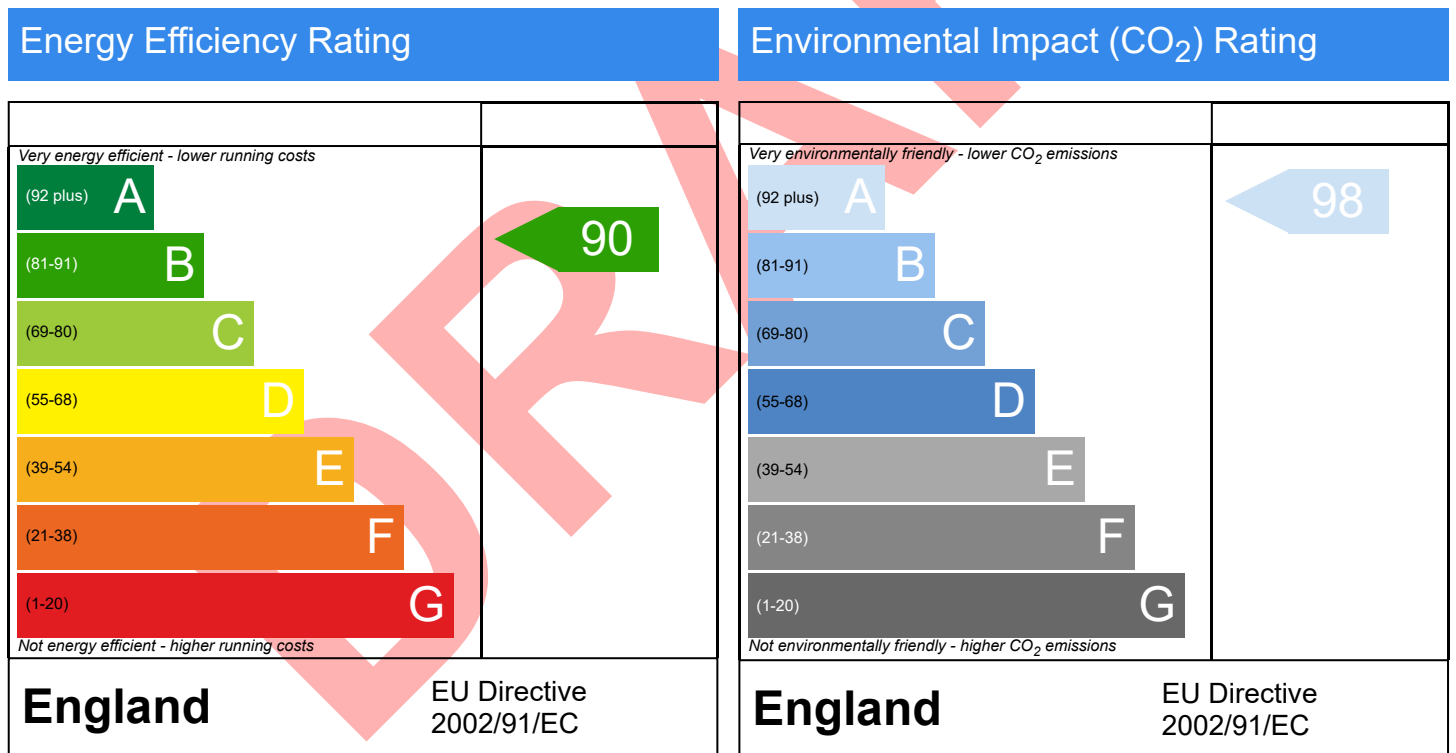 Energy Efficiency Rating
Very energy efficient - lower running costs
(92 plus) A
(81-91) B
(69-80) C
(55-68) D
(39-54) E
(21-38) F
(1-20) G
Not energy efficient - higher running costs
90
England
EU Directive
2002/91/EC
Environmental Impact (CO₂) Rating
Very environmentally friendly - lower CO₂ emissions
(92 plus) A
(81-91) B
(69-80) C
(55-68) D
(39-54) E
(21-38) F
(1-20) G
Not environmentally friendly - higher CO₂ emissions
98
England
EU Directive
2002/91/EC